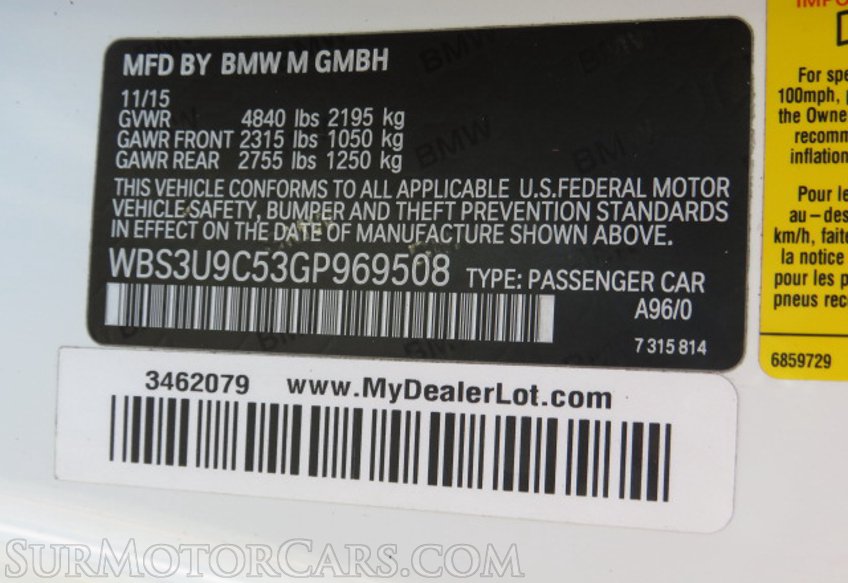 MFD BY BMW M GMBH
11/15
GVWR 4840 lbs 2195 kg
GAWR FRONT 2315 lbs 1050 kg
GAWR REAR 2755 lbs 1250 kg
THIS VEHICLE CONFORMS TO ALL APPLICABLE U.S.FEDERAL MOTOR
VEHICLE SAFETY, BUMPER AND THEFT PREVENTION STANDARDS
IN EFFECT ON THE DATE OF MANUFACTURE SHOWN ABOVE.
WBS3U9C53GP969508 TYPE: PASSENGER CAR
A96/0
7 315 814
BMW
BMW
BMW
3462079 www.MyDealerLot.com
For spe
100mph, p
the Owne
recomm
inflation
Pour le
au-des
km/h, faite
la notice
pour les p
pneus rec
6859729
SURMOTORCARS.COM